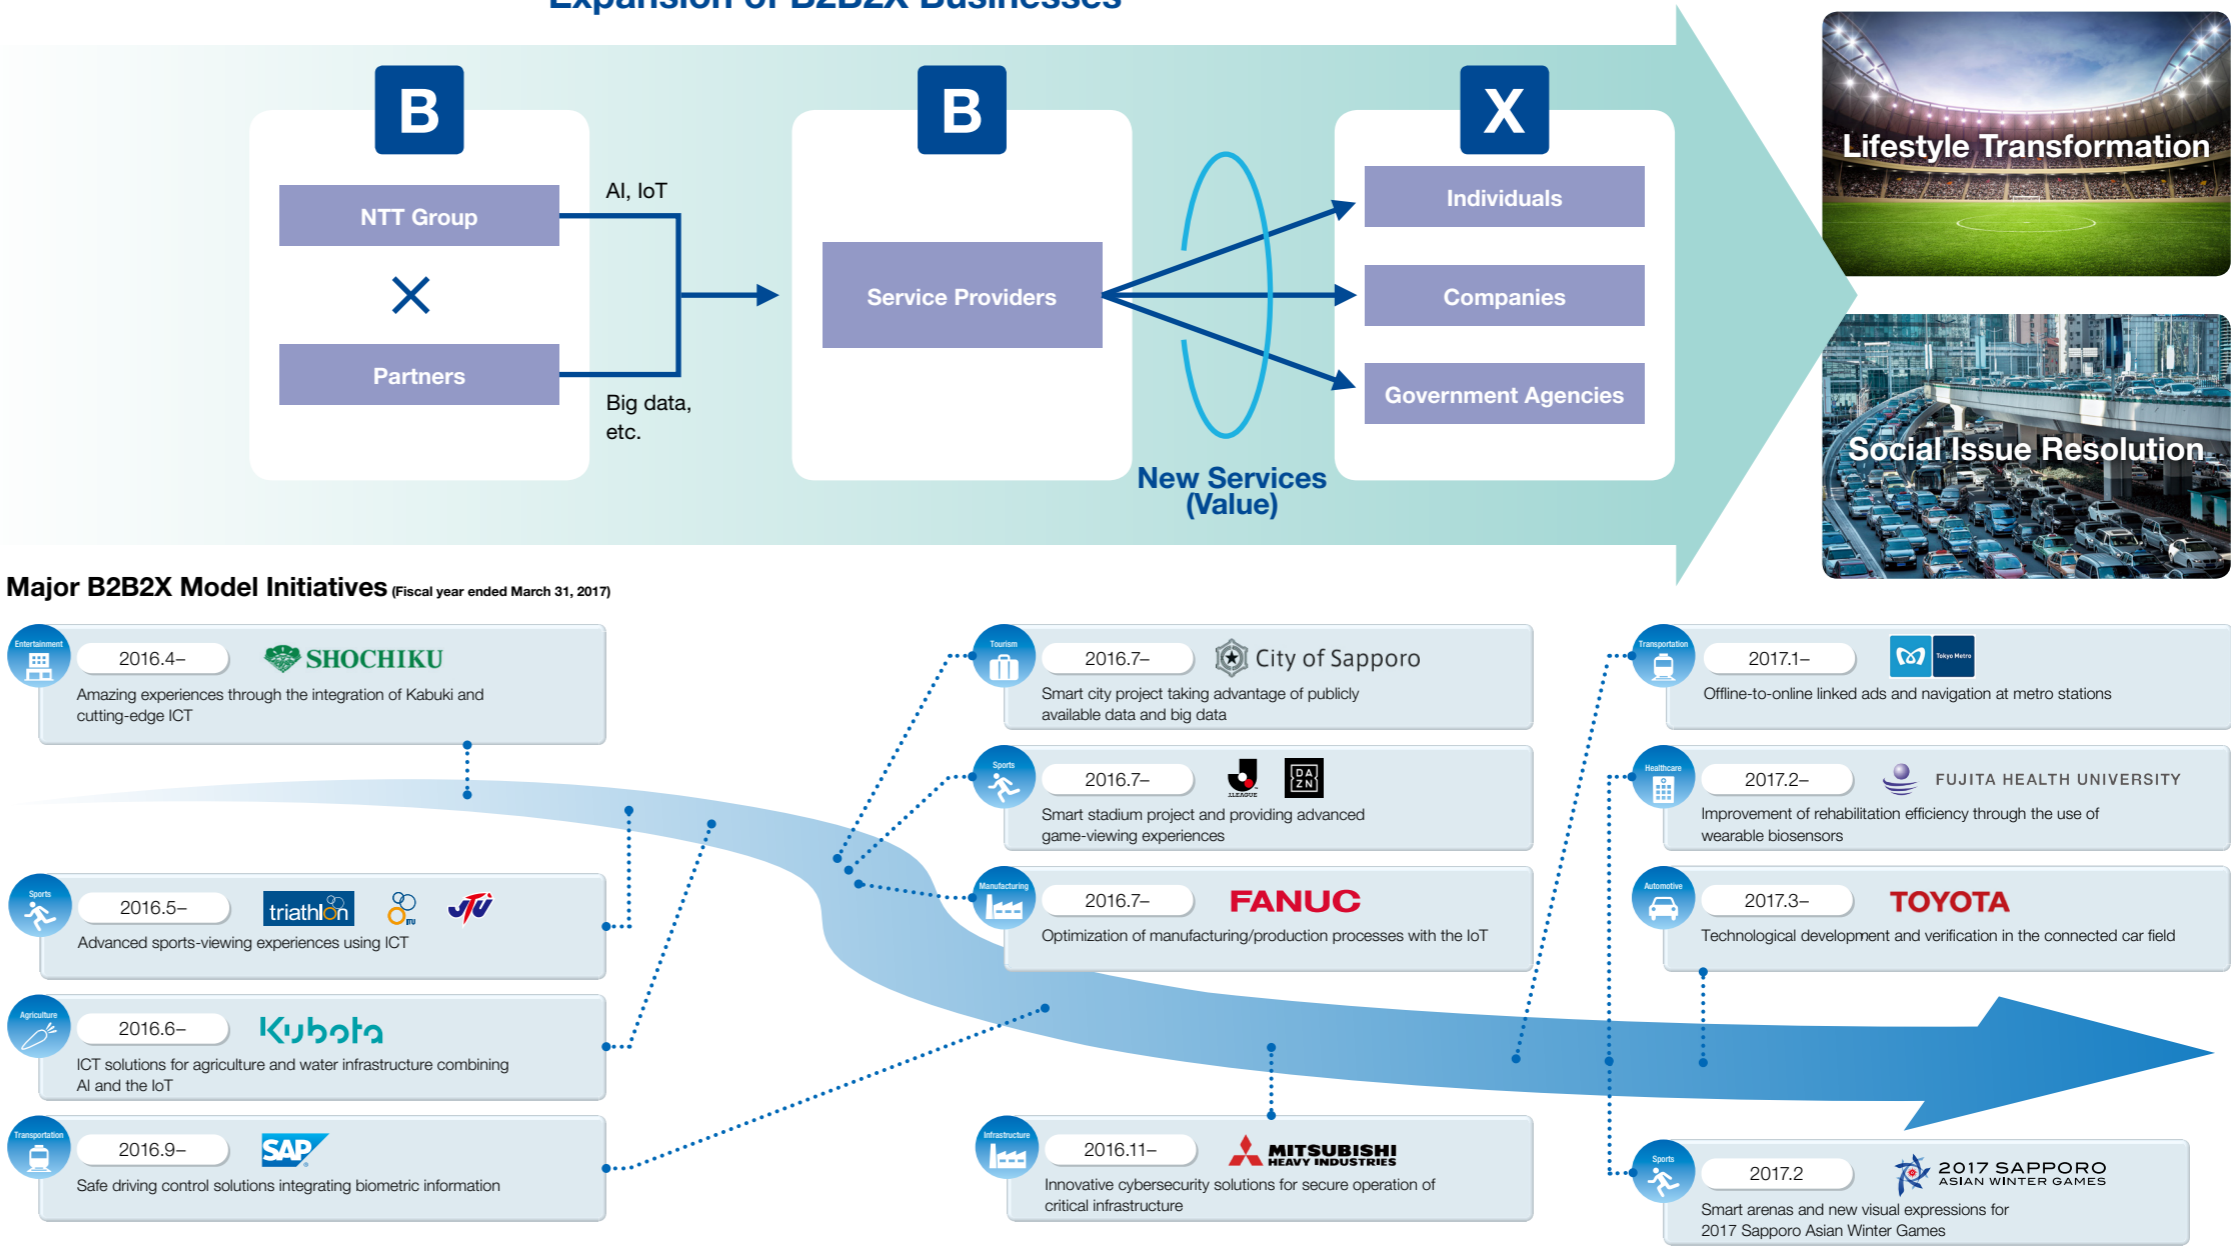 Expansion of B2B2X Businesses
B
B
X
NTT Group
×
Partners
AI, IoT
Big data,
etc.
Service Providers
New Services
(Value)
Individuals
Companies
Government Agencies
Lifestyle Transformation
Social Issue Resolution
Major B2B2X Model Initiatives (Fiscal year ended March 31, 2017)
Entertainment
2016.4–
SHOCHIKU
Amazing experiences through the integration of Kabuki and
cutting-edge ICT
Sports
2016.5–
triathlon
ITU
JTU
Advanced sports-viewing experiences using ICT
Agriculture
2016.6–
Kubota
ICT solutions for agriculture and water infrastructure combining
AI and the IoT
Transportation
2016.9–
SAP
Safe driving control solutions integrating biometric information
Tourism
2016.7–
City of Sapporo
Smart city project taking advantage of publicly
available data and big data
Sports
2016.7–
J.LEAGUE
DAZN
Smart stadium project and providing advanced
game-viewing experiences
Manufacturing
2016.7–
FANUC
Optimization of manufacturing/production processes with the IoT
Infrastructure
2016.11–
MITSUBISHI
HEAVY INDUSTRIES
Innovative cybersecurity solutions for secure operation of
critical infrastructure
Transportation
2017.1–
Tokyo Metro
Offline-to-online linked ads and navigation at metro stations
Healthcare
2017.2–
FUJITA HEALTH UNIVERSITY
Improvement of rehabilitation efficiency through the use of
wearable biosensors
Automotive
2017.3–
TOYOTA
Technological development and verification in the connected car field
Sports
2017.2
2017 SAPPORO
ASIAN WINTER GAMES
Smart arenas and new visual expressions for
2017 Sapporo Asian Winter Games